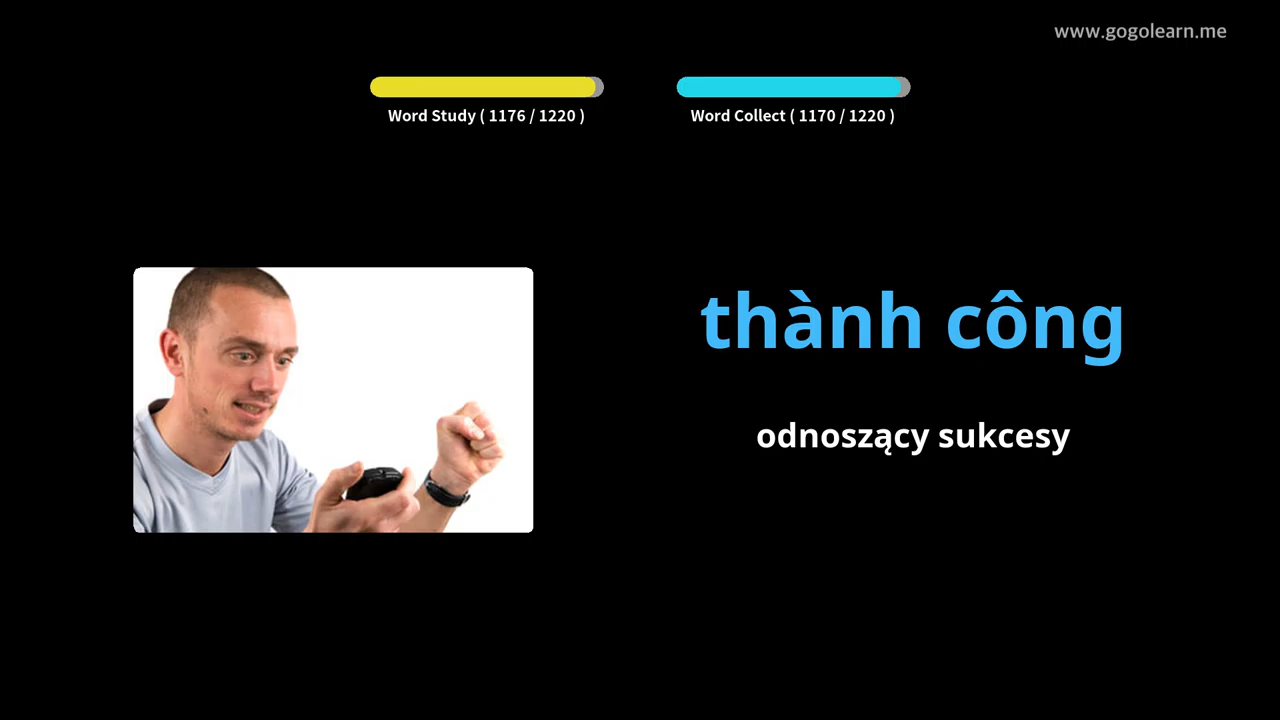 www.gogolearn.me
Word Study ( 1176 / 1220 )
Word Collect ( 1170 / 1220 )
thành công
odnoszący sukcesy